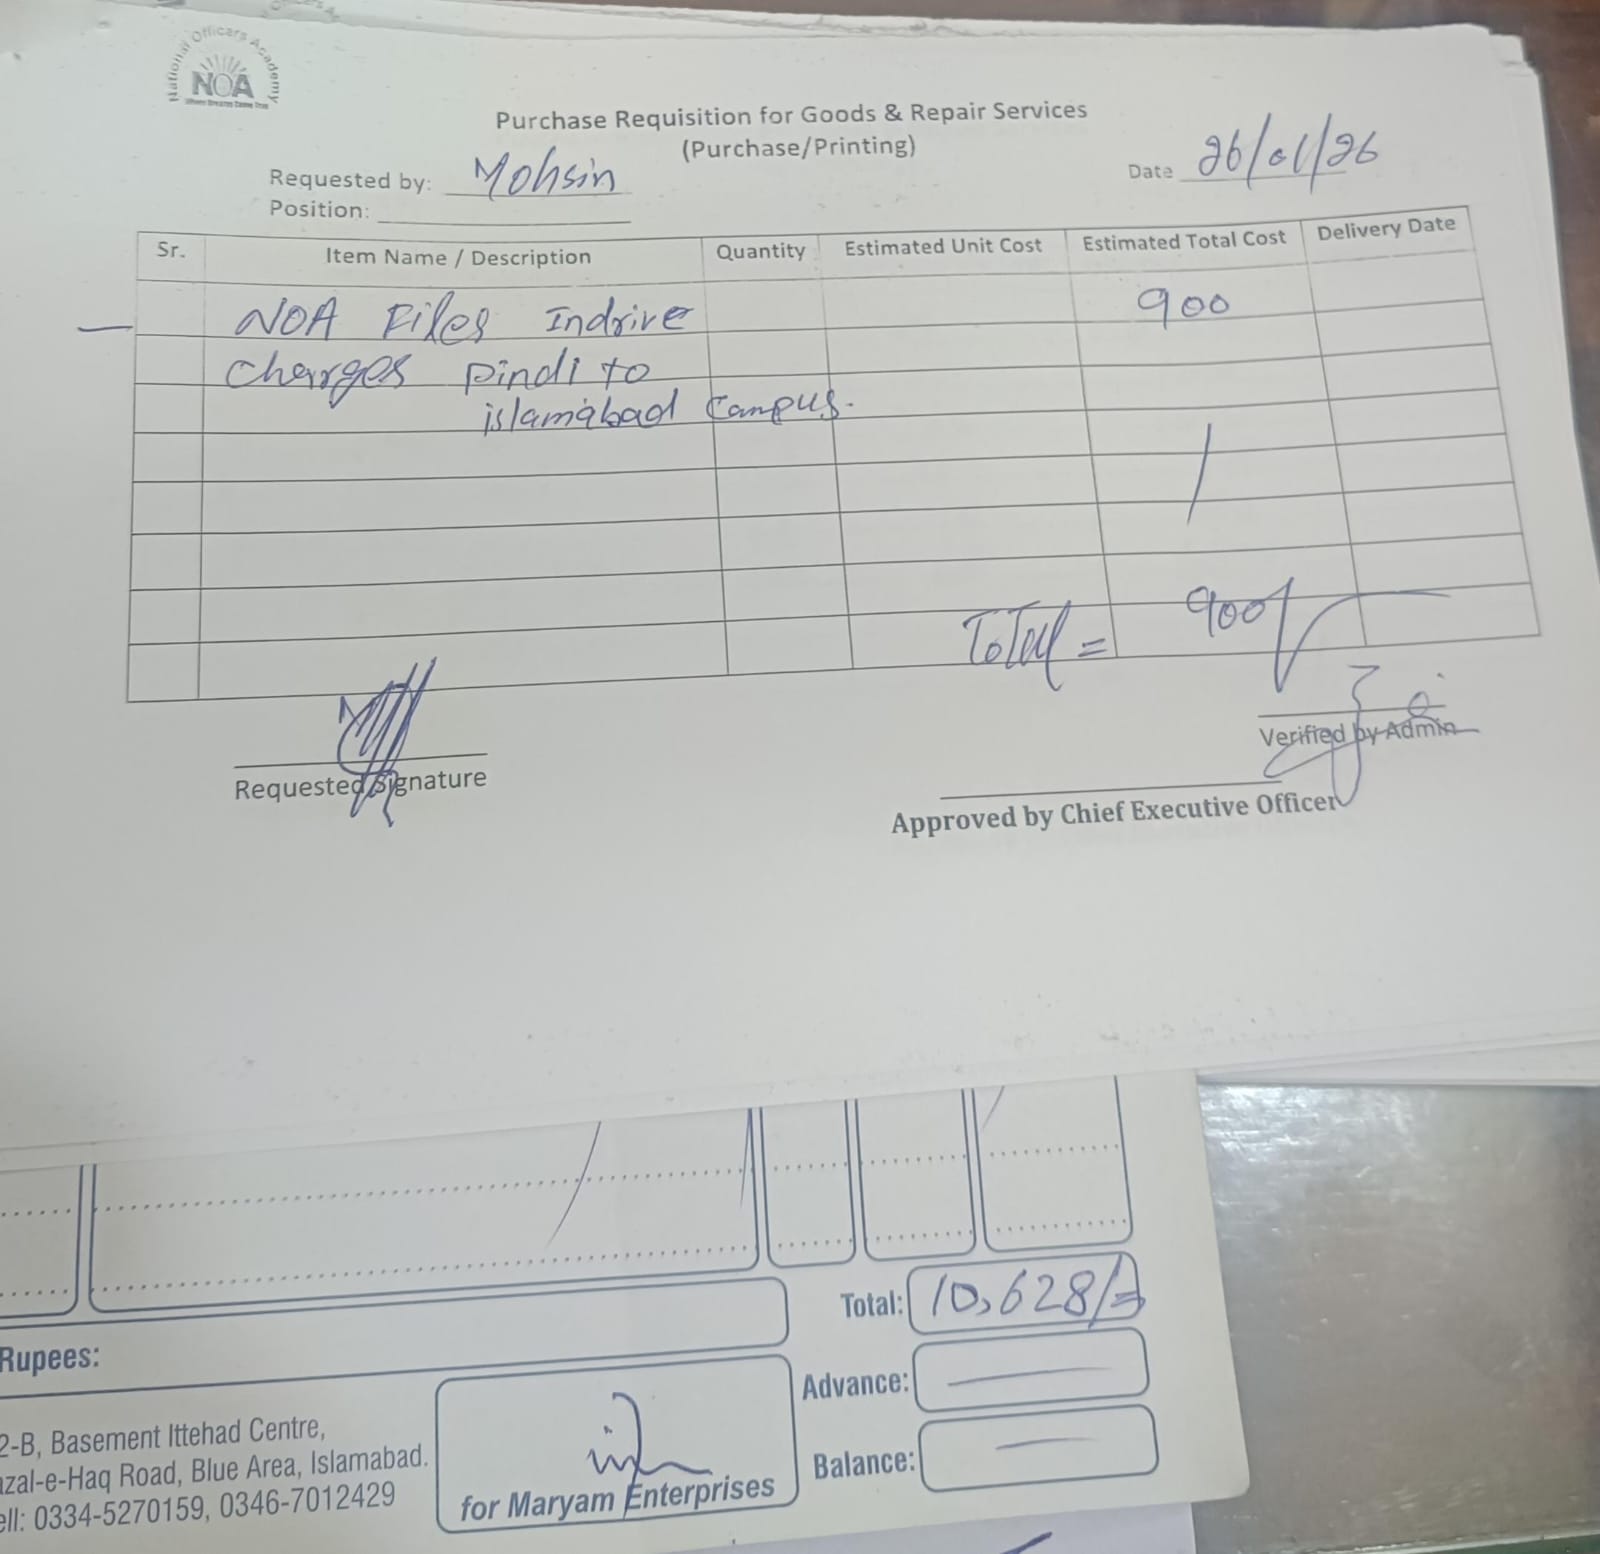 National Officers Academy
NOA
Where Dreams Come True
Purchase Requisition for Goods & Repair Services
(Purchase/Printing)
Requested by: Mohsin
Date 26/01/26
Position:
Sr. Item Name / Description Quantity Estimated Unit Cost Estimated Total Cost Delivery Date
NOA Files Indrive 900
Charges Pindi to
islamabad Campus.
Total = 900/
Verified by Admin
Requested Signature
Approved by Chief Executive Officer
Total: 10,628/=
Rupees:
Advance:
2-B, Basement Ittehad Centre,
azal-e-Haq Road, Blue Area, Islamabad.
Balance:
ell: 0334-5270159, 0346-7012429
for Maryam Enterprises